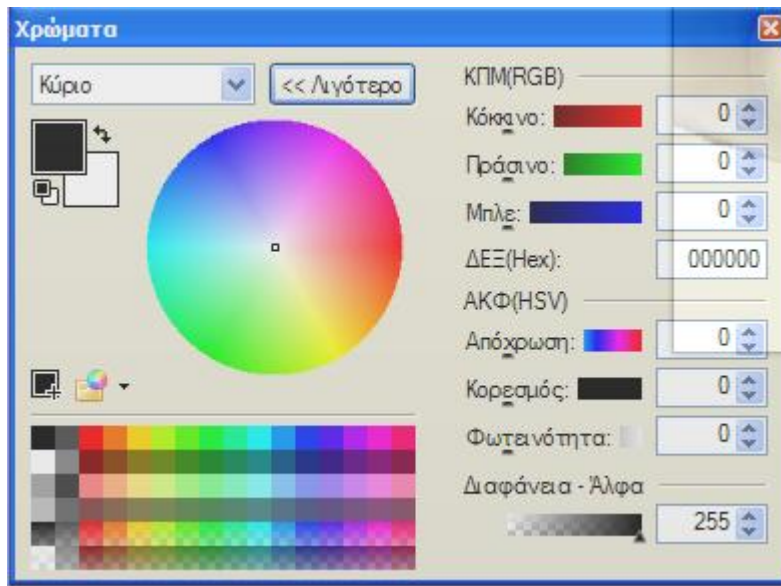 Χρώματα
Κύριο
<< Λιγότερο
ΚΠΜ(RGB)
Κόκκινο: 0
Πράσινο: 0
Μπλε: 0
ΔΕΞ(Hex): 000000
ΑΚΦ(HSV)
Απόχρωση: 0
Κορεσμός: 0
Φωτεινότητα: 0
Διαφάνεια - Άλφα
255